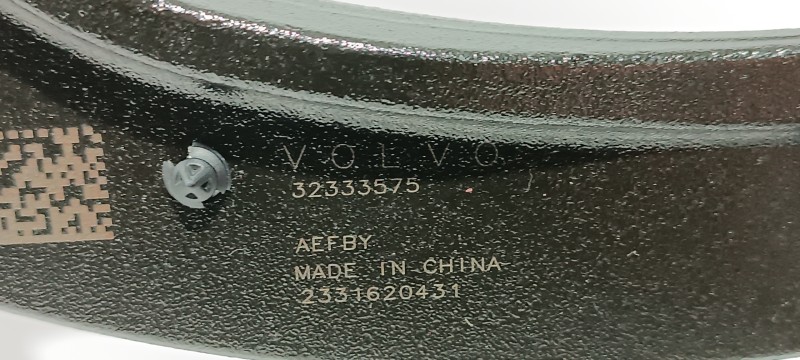 VOLVO
32333575
AEFBY
MADE IN CHINA
2331620431